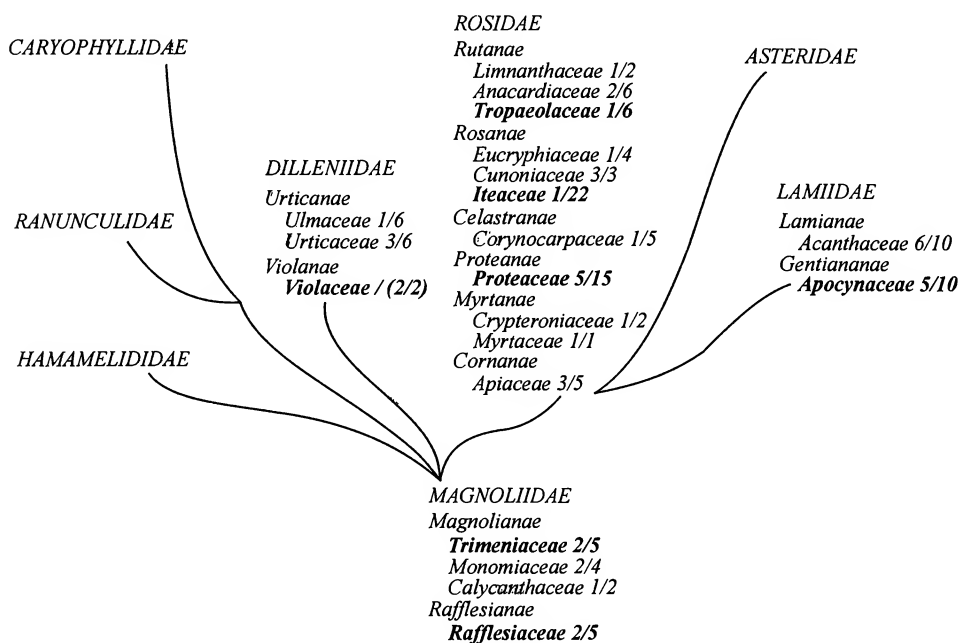 CARYOPHYLLIDAE
RANUNCULIDAE
HAMAMELIDIDAE
DILLENIIDAE
Urticanae
Ulmaceae 1/6
Urticaceae 3/6
Violanae
Violaceae / (2/2)
ROSIDAE
Rutanae
Limnanthaceae 1/2
Anacardiaceae 2/6
Tropaeolaceae 1/6
Rosanae
Eucryphiaceae 1/4
Cunoniaceae 3/3
Iteaceae 1/22
Celastranae
Corynocarpaceae 1/5
Proteanae
Proteaceae 5/15
Myrtanae
Crypteroniaceae 1/2
Myrtaceae 1/1
Cornanae
Apiaceae 3/5
ASTERIDAE
LAMIIDAE
Lamianae
Acanthaceae 6/10
Gentiananae
Apocynaceae 5/10
MAGNOLIIDAE
Magnolianae
Trimeniaceae 2/5
Monomiaceae 2/4
Calycanthaceae 1/2
Rafflesianae
Rafflesiaceae 2/5